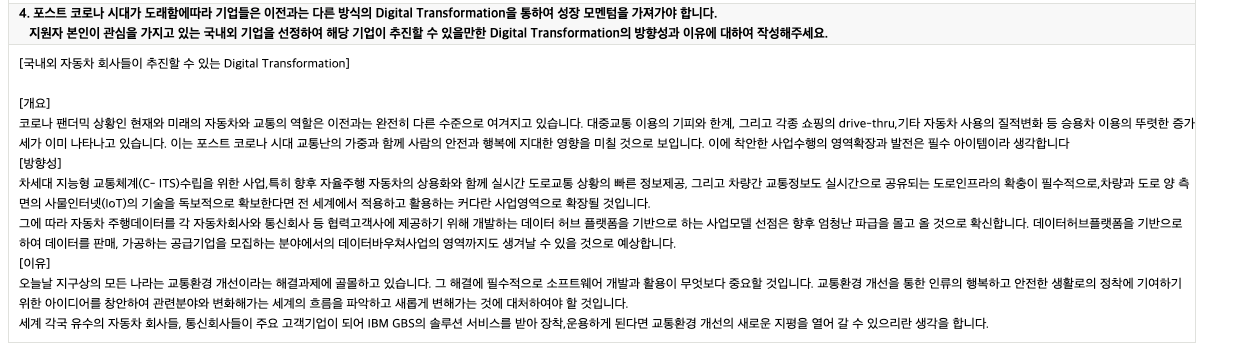 4. 포스트 코로나 시대가 도래함에따라 기업들은 이전과는 다른 방식의 Digital Transformation을 통하여 성장 모멘텀을 가져가야 합니다.
지원자 본인이 관심을 가지고 있는 국내외 기업을 선정하여 해당 기업이 추진할 수 있을만한 Digital Transformation의 방향성과 이유에 대하여 작성해주세요.
[국내외 자동차 회사들이 추진할 수 있는 Digital Transformation]
[개요]
코로나 팬더믹 상황인 현재와 미래의 자동차와 교통의 역할은 이전과는 완전히 다른 수준으로 여겨지고 있습니다. 대중교통 이용의 기피와 한계, 그리고 각종 쇼핑의 drive-thru,기타 자동차 사용의 질적변화 등 승용차 이용의 뚜렷한 증가
세가 이미 나타나고 있습니다. 이는 포스트 코로나 시대 교통난의 가중과 함께 사람의 안전과 행복에 지대한 영향을 미칠 것으로 보입니다. 이에 착안한 사업수행의 영역확장과 발전은 필수 아이템이라 생각합니다
[방향성]
차세대 지능형 교통체계(C- ITS)수립을 위한 사업,특히 향후 자율주행 자동차의 상용화와 함께 실시간 도로교통 상황의 빠른 정보제공, 그리고 차량간 교통정보도 실시간으로 공유되는 도로인프라의 확충이 필수적으로,차량과 도로 양 측
면의 사물인터넷(IoT)의 기술을 독보적으로 확보한다면 전 세계에서 적용하고 활용하는 커다란 사업영역으로 확장될 것입니다.
그에 따라 자동차 주행데이터를 각 자동차회사와 통신회사 등 협력고객사에 제공하기 위해 개발하는 데이터 허브 플랫폼을 기반으로 하는 사업모델 선점은 향후 엄청난 파급을 몰고 올 것으로 확신합니다. 데이터허브플랫폼을 기반으로
하여 데이터를 판매, 가공하는 공급기업을 모집하는 분야에서의 데이터바우쳐사업의 영역까지도 생겨날 수 있을 것으로 예상합니다.
[이유]
오늘날 지구상의 모든 나라는 교통환경 개선이라는 해결과제에 골몰하고 있습니다. 그 해결에 필수적으로 소프트웨어 개발과 활용이 무엇보다 중요할 것입니다. 교통환경 개선을 통한 인류의 행복하고 안전한 생활로의 정착에 기여하기
위한 아이디어를 창안하여 관련분야와 변화해가는 세계의 흐름을 파악하고 새롭게 변해가는 것에 대처하여야 할 것입니다.
세계 각국 유수의 자동차 회사들, 통신회사들이 주요 고객기업이 되어 IBM GBS의 솔루션 서비스를 받아 장착,운용하게 된다면 교통환경 개선의 새로운 지평을 열어 갈 수 있으리란 생각을 합니다.